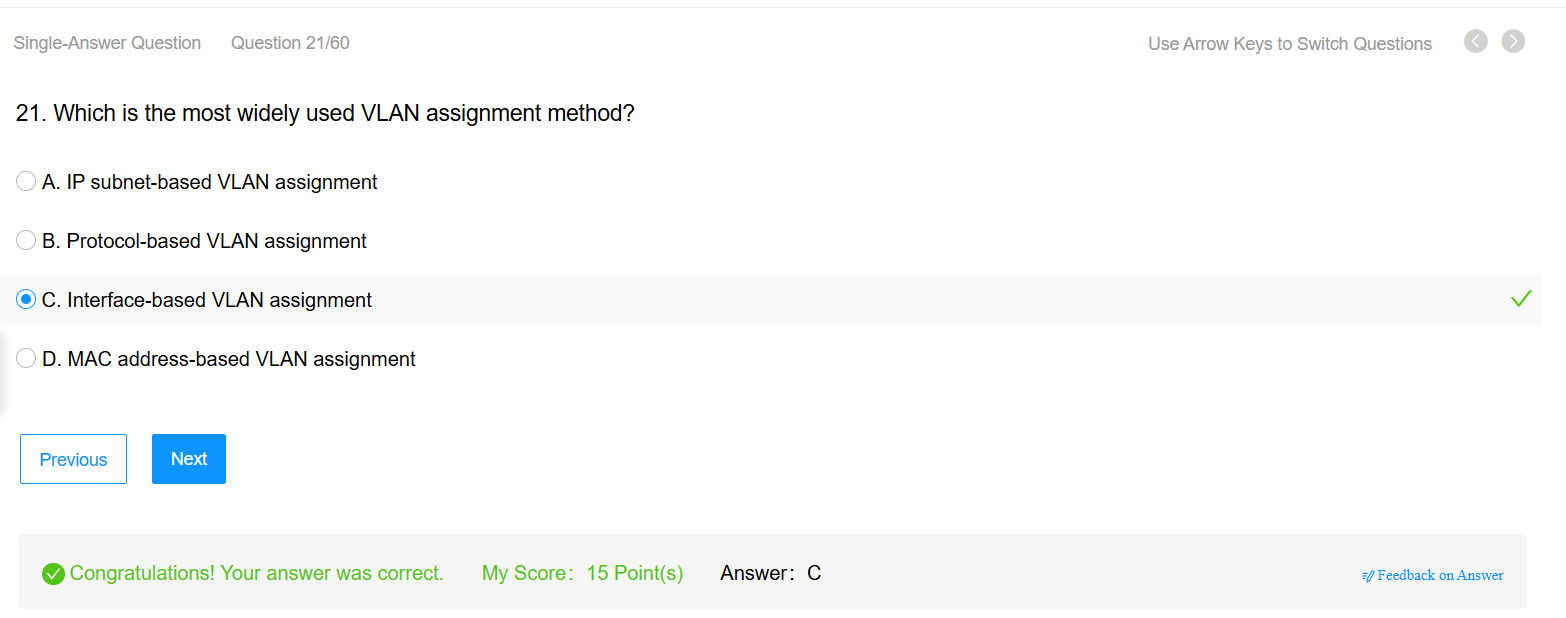 Single-Answer Question Question 21/60 Use Arrow Keys to Switch Questions
21. Which is the most widely used VLAN assignment method?
A. IP subnet-based VLAN assignment
B. Protocol-based VLAN assignment
C. Interface-based VLAN assignment
D. MAC address-based VLAN assignment
Previous Next
Congratulations! Your answer was correct. My Score： 15 Point(s) Answer： C Feedback on Answer